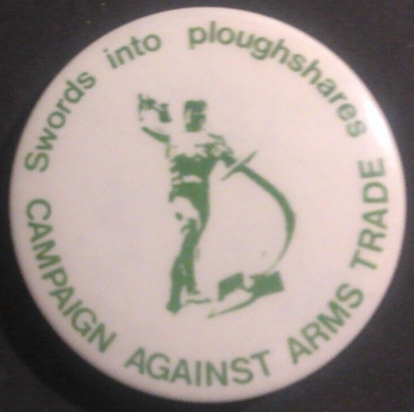 Swords into ploughshares
CAMPAIGN AGAINST ARMS TRADE